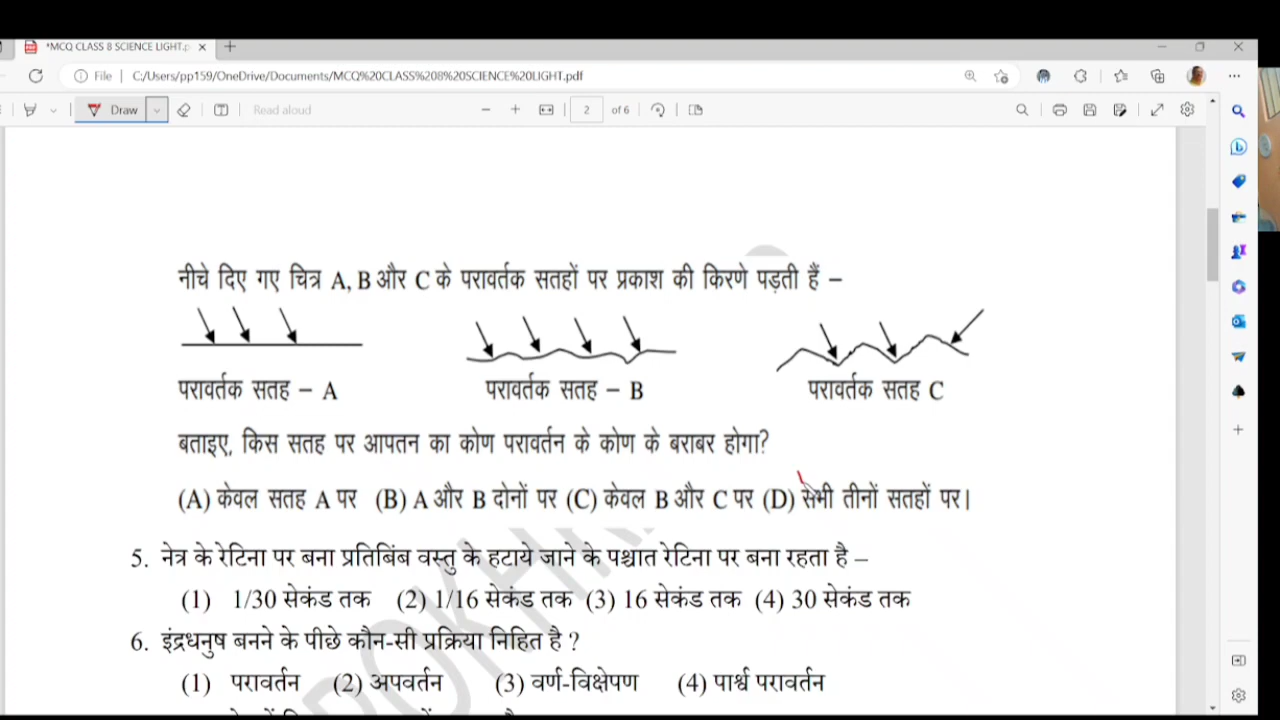 *MCQ CLASS 8 SCIENCE LIGHT.p
File | C:/Users/pp159/OneDrive/Documents/MCQ%20CLASS%208%20SCIENCE%20LIGHT.pdf
Draw Read aloud 2 of 6
नीचे दिए गए चित्र A, B और C के परावर्तक सतहों पर प्रकाश की किरणे पड़ती हैं –
परावर्तक सतह – A परावर्तक सतह – B परावर्तक सतह C
बताइए, किस सतह पर आपतन का कोण परावर्तन के कोण के बराबर होगा?
(A) केवल सतह A पर (B) A और B दोनों पर (C) केवल B और C पर (D) सभी तीनों सतहों पर।
5. नेत्र के रेटिना पर बना प्रतिबिंब वस्तु के हटाये जाने के पश्चात रेटिना पर बना रहता है –
(1) 1/30 सेकंड तक (2) 1/16 सेकंड तक (3) 16 सेकंड तक (4) 30 सेकंड तक
6. इंद्रधनुष बनने के पीछे कौन-सी प्रक्रिया निहित है ?
(1) परावर्तन (2) अपवर्तन (3) वर्ण-विक्षेपण (4) पार्श्व परावर्तन